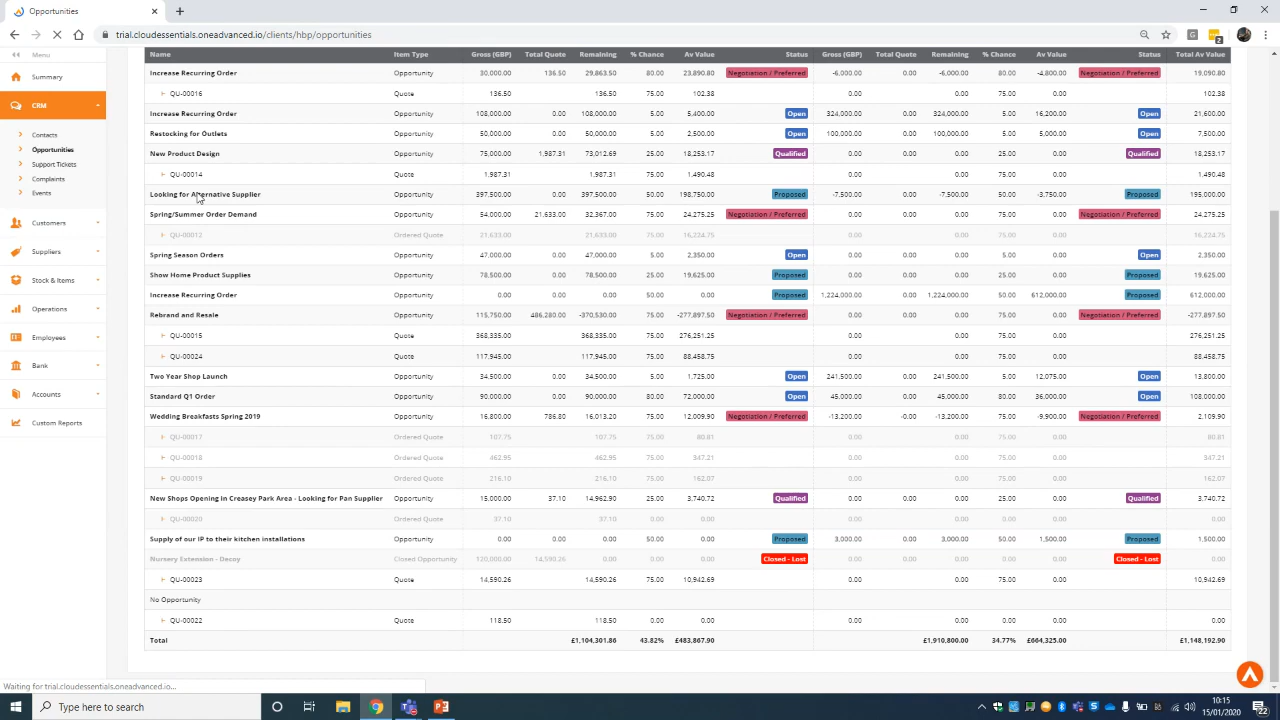 Opportunities
trial.cloudessentials.oneadvanced.io/clients/hbp/opportunities
Menu
Summary
CRM
Contacts
Opportunities
Support Tickets
Complaints
Events
Customers
Suppliers
Stock & Items
Operations
Employees
Bank
Accounts
Custom Reports
Name Item Type Gross (GBP) Total Quote Remaining % Chance Av Value Status Gross (GBP) Total Quote Remaining % Chance Av Value Status Total Av Value
Increase Recurring Order Opportunity 30,000.00 136.50 29,863.50 80.00 23,890.80 Negotiation / Preferred -6,000.00 0.00 -6,000.00 80.00 -4,800.00 Negotiation / Preferred 19,090.80
QU-00016 Quote 136.50 136.50 75.00 102.38 0.00 0.00 75.00 0.00 102.38
Increase Recurring Order Opportunity 108,000.00 0.00 108,000.00 5.00 5,400.00 Open 324,000.00 0.00 324,000.00 5.00 16,200.00 Open 21,600.00
Restocking for Outlets Opportunity 50,000.00 0.00 50,000.00 5.00 2,500.00 Open 100,000.00 0.00 100,000.00 5.00 5,000.00 Open 7,500.00
New Product Design Opportunity 75,000.00 1,987.31 73,012.69 25.00 18,253.17 Qualified 0.00 0.00 0.00 25.00 0.00 Qualified 18,253.17
QU-00014 Quote 1,987.31 1,987.31 75.00 1,490.48 0.00 0.00 75.00 0.00 1,490.48
Looking for Alternative Supplier Opportunity 397,500.00 0.00 397,500.00 50.00 198,750.00 Proposed -7,500.00 0.00 -7,500.00 50.00 -3,750.00 Proposed 195,000.00
Spring/Summer Order Demand Opportunity 54,000.00 21,633.00 32,367.00 75.00 24,275.25 Negotiation / Preferred 0.00 0.00 0.00 75.00 0.00 Negotiation / Preferred 24,275.25
QU-00012 Ordered Quote 21,633.00 21,633.00 75.00 16,224.75 0.00 0.00 75.00 0.00 16,224.75
Spring Season Orders Opportunity 47,000.00 0.00 47,000.00 5.00 2,350.00 Open 0.00 0.00 0.00 5.00 0.00 Open 2,350.00
Show Home Product Supplies Opportunity 78,500.00 0.00 78,500.00 25.00 19,625.00 Proposed 0.00 0.00 0.00 25.00 0.00 Proposed 19,625.00
Increase Recurring Order Opportunity 0.00 0.00 0.00 50.00 0.00 Proposed 1,224,000.00 0.00 1,224,000.00 50.00 612,000.00 Proposed 612,000.00
Rebrand and Resale Opportunity 115,750.00 486,280.00 -370,530.00 75.00 -277,897.50 Negotiation / Preferred 0.00 0.00 0.00 75.00 0.00 Negotiation / Preferred -277,897.50
QU-00015 Quote 368,335.00 368,335.00 75.00 276,251.25 0.00 0.00 75.00 0.00 276,251.25
QU-00024 Quote 117,945.00 117,945.00 75.00 88,458.75 0.00 0.00 75.00 0.00 88,458.75
Two Year Shop Launch Opportunity 34,500.00 0.00 34,500.00 5.00 1,725.00 Open 241,500.00 0.00 241,500.00 5.00 12,075.00 Open 13,800.00
Standard Q1 Order Opportunity 90,000.00 0.00 90,000.00 80.00 72,000.00 Open 45,000.00 0.00 45,000.00 80.00 36,000.00 Open 108,000.00
Wedding Breakfasts Spring 2019 Opportunity 16,800.00 786.80 16,013.20 75.00 12,009.90 Negotiation / Preferred -13,200.00 -0.00 -13,200.00 75.00 -9,900.00 Negotiation / Preferred 2,109.90
QU-00017 Ordered Quote 107.75 107.75 75.00 80.81 0.00 0.00 75.00 0.00 80.81
QU-00018 Ordered Quote 462.95 462.95 75.00 347.21 0.00 0.00 75.00 0.00 347.21
QU-00019 Ordered Quote 216.10 216.10 75.00 162.07 0.00 0.00 75.00 0.00 162.07
New Shops Opening in Creasey Park Area - Looking for Pan Supplier Opportunity 15,000.00 37.10 14,962.90 25.00 3,740.72 Qualified 0.00 0.00 0.00 25.00 0.00 Qualified 3,740.72
QU-00020 Ordered Quote 37.10 37.10 0.00 0.00 0.00 0.00 0.00 0.00 0.00
Supply of our IP to their kitchen installations Opportunity 0.00 0.00 0.00 50.00 0.00 Proposed 3,000.00 0.00 3,000.00 50.00 1,500.00 Proposed 1,500.00
Nursery Extension - Decoy Closed Opportunity 120,000.00 14,590.26 0.00 0.00 0.00 Closed - Lost 0.00 0.00 0.00 0.00 0.00 Closed - Lost 0.00
QU-00023 Quote 14,590.26 14,590.26 75.00 10,942.69 0.00 0.00 75.00 0.00 10,942.69
No Opportunity
QU-00022 Quote 118.50 118.50 0.00 0.00 0.00 0.00 0.00 0.00 0.00
Total £1,104,301.86 43.82% £483,867.90 £1,910,800.00 34.77% £664,325.00 £1,148,192.90
Waiting for trial.cloudessentials.oneadvanced.io...
Type here to search
10:15
15/01/2020
22